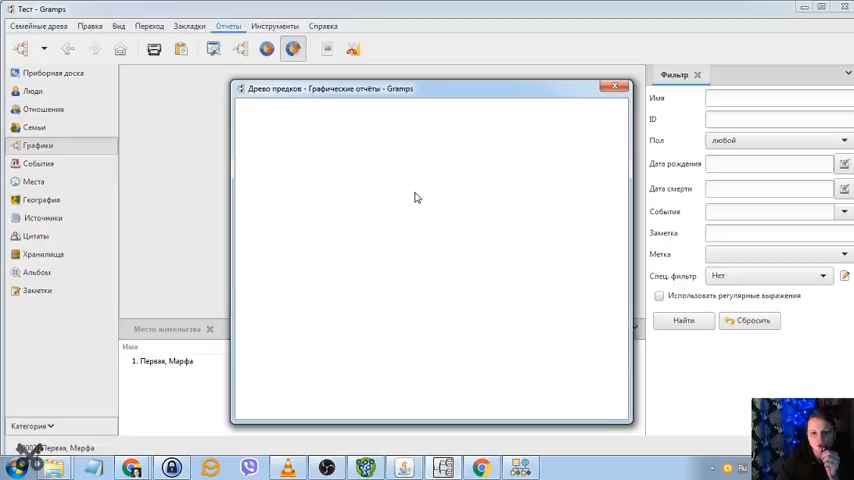 Тест - Gramps
Семейные древа Правка Вид Переход Закладки Отчёты Инструменты Справка
Приборная доска
Люди
Отношения
Семьи
Графики
События
Места
География
Источники
Цитаты
Хранилища
Альбом
Заметки
Категория
Древо предков - Графические отчёты - Gramps
Место жительства
Имя
1. Первая, Марфа
Фильтр
Имя
ID
Пол любой
Дата рождения
Дата смерти
Событие
Заметка
Метка
Спец. фильтр Нет
Использовать регулярные выражения
Найти Сбросить
Первая, Марфа
Ru